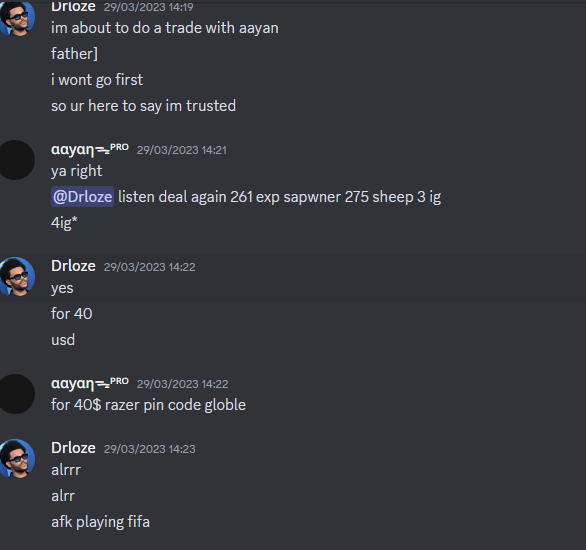 Drloze 29/03/2023 14:19
im about to do a trade with aayan
father]
i wont go first
so ur here to say im trusted
ααყαη⚞ᴾᴿᴼ 29/03/2023 14:21
ya right
@Drloze listen deal again 261 exp sapwner 275 sheep 3 ig
4ig*
Drloze 29/03/2023 14:22
yes
for 40
usd
ααყαη⚞ᴾᴿᴼ 29/03/2023 14:22
for 40$ razer pin code globle
Drloze 29/03/2023 14:23
alrrr
alrr
afk playing fifa